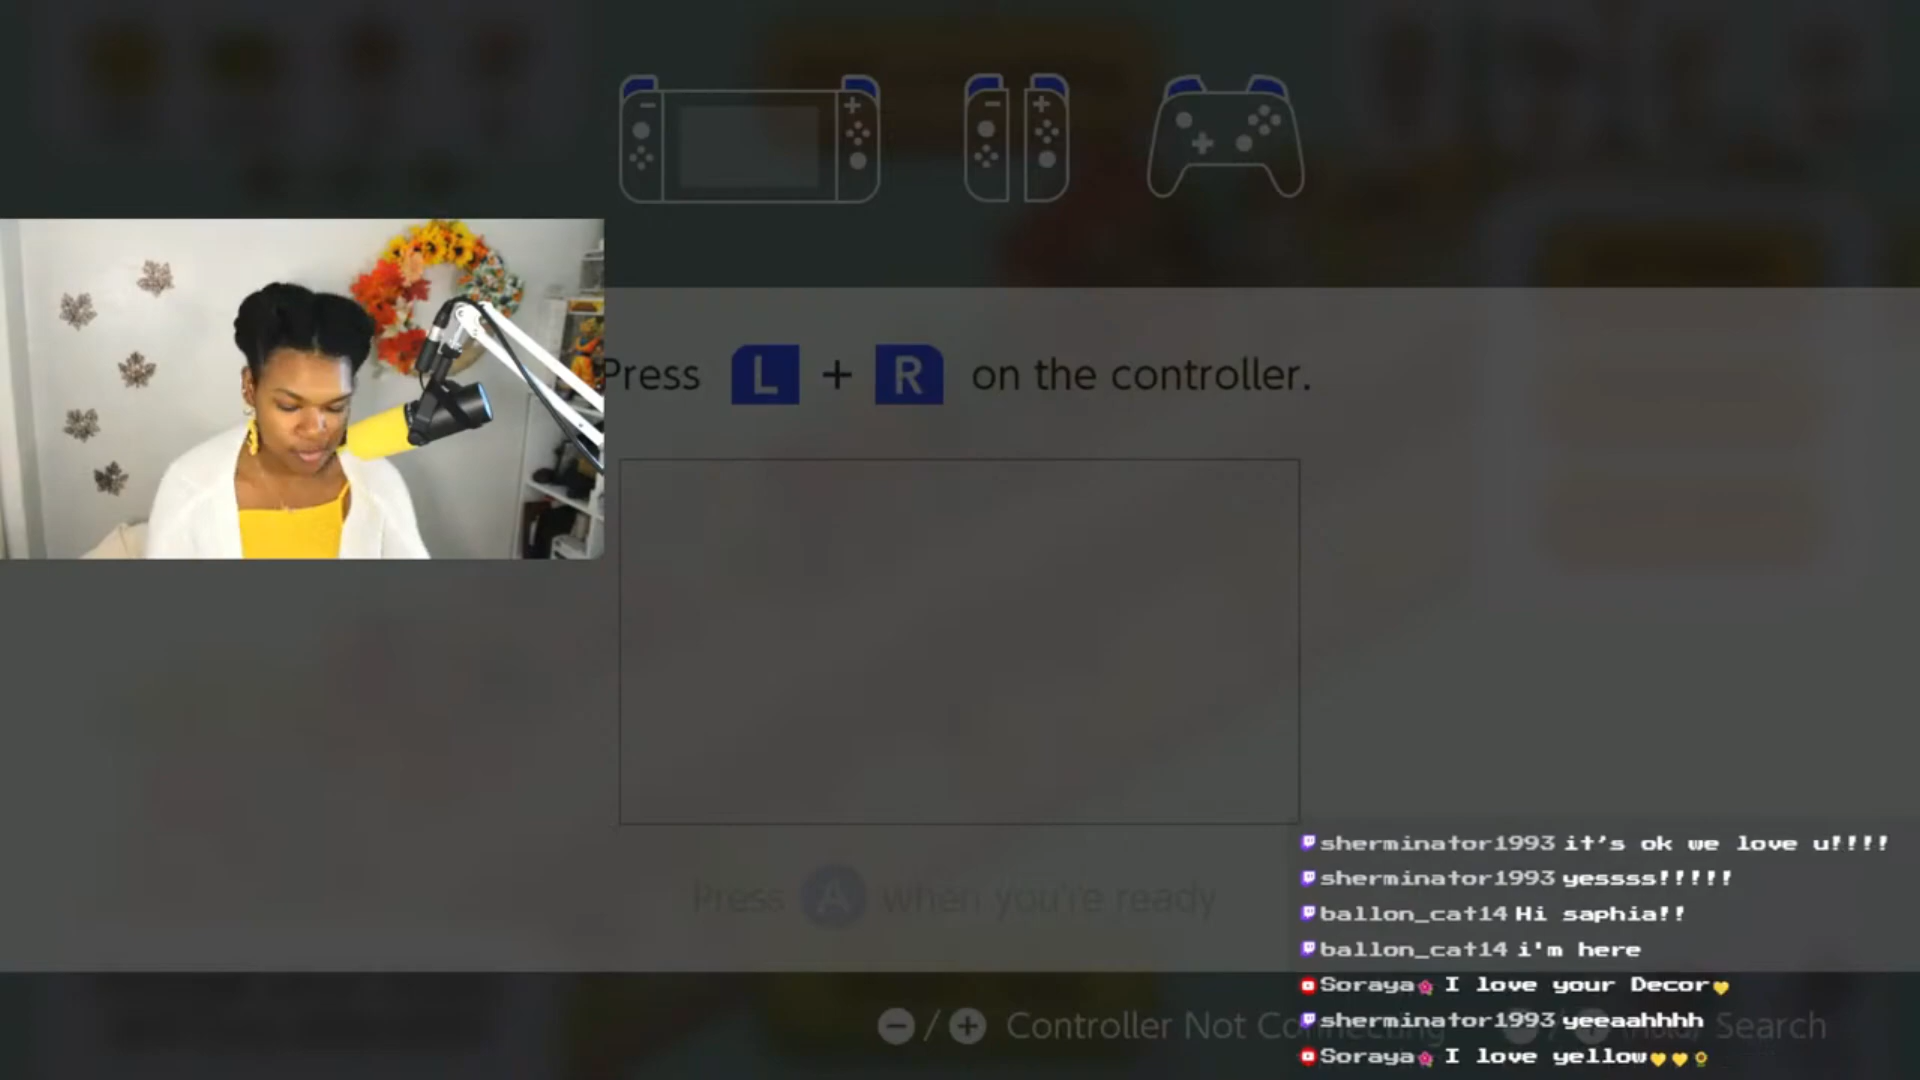 Press L + R on the controller.
Press A when you're ready
sherminator1993 it's ok we love u!!!!
sherminator1993 yessss!!!!!
ballon_cat14 Hi saphia!!
ballon_cat14 i'm here
Soraya🌺 I love your Decor💛
sherminator1993 yeeaahhhh
Soraya🌺 I love yellow💛💛🌻
−/+ Controller Not Connecting
Search